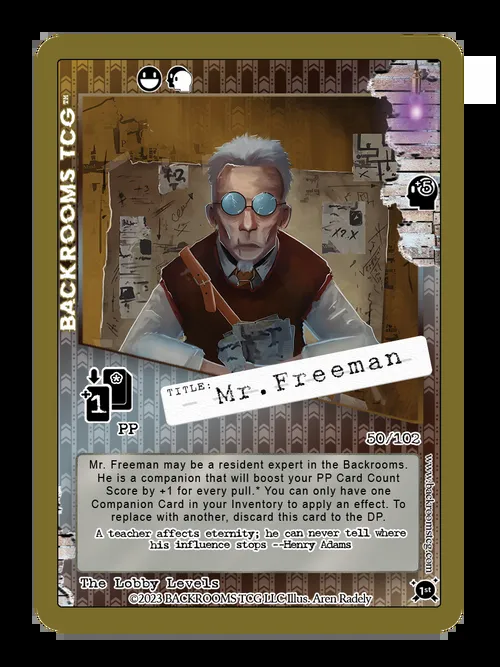 BACKROOMS TCG™
+5
TITLE: Mr. Freeman
+1
PP
50/102
Mr. Freeman may be a resident expert in the Backrooms.
He is a companion that will boost your PP Card Count
Score by +1 for every pull.* You can only have one
Companion Card in your Inventory to apply an effect. To
replace with another, discard this card to the DP.
A teacher affects eternity; he can never tell where
his influence stops --Henry Adams
www.backroomstcg.com
The Lobby Levels
©2023 BACKROOMS TCG LLC Illus. Aren Radely
1st